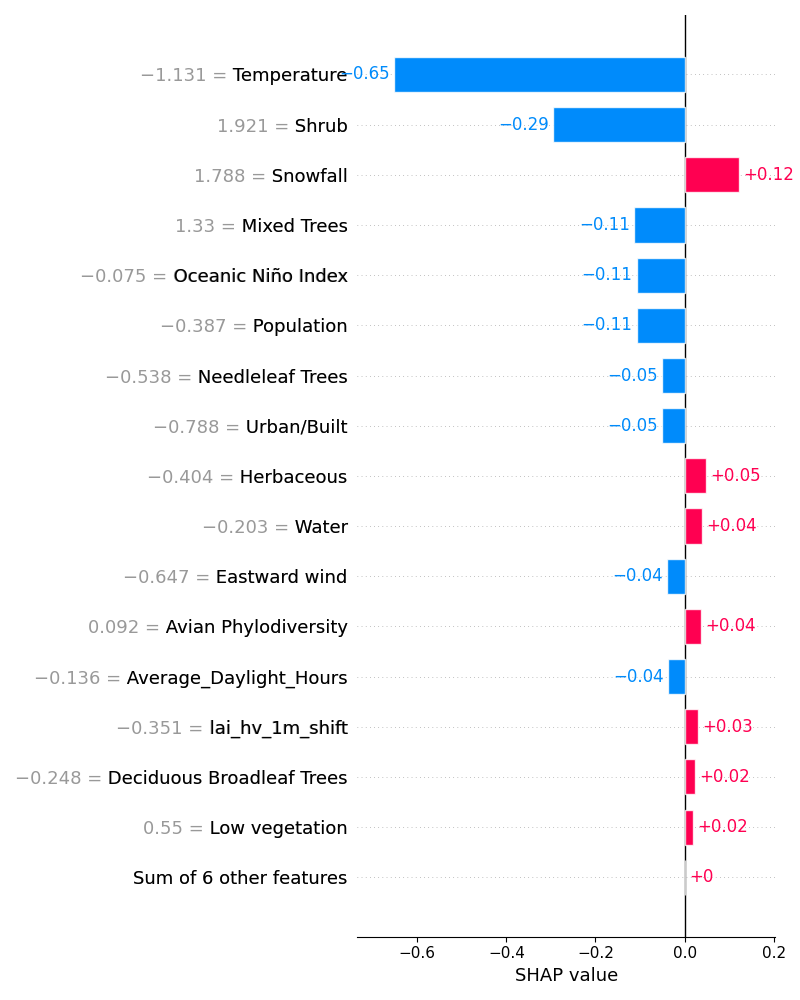 −1.131 = Temperature −0.65
1.921 = Shrub −0.29
1.788 = Snowfall +0.12
1.33 = Mixed Trees −0.11
−0.075 = Oceanic Niño Index −0.11
−0.387 = Population −0.11
−0.538 = Needleleaf Trees −0.05
−0.788 = Urban/Built −0.05
−0.404 = Herbaceous +0.05
−0.203 = Water +0.04
−0.647 = Eastward wind −0.04
0.092 = Avian Phylodiversity +0.04
−0.136 = Average_Daylight_Hours −0.04
−0.351 = lai_hv_1m_shift +0.03
−0.248 = Deciduous Broadleaf Trees +0.02
0.55 = Low vegetation +0.02
Sum of 6 other features +0
−0.6 −0.4 −0.2 0.0 0.2
SHAP value